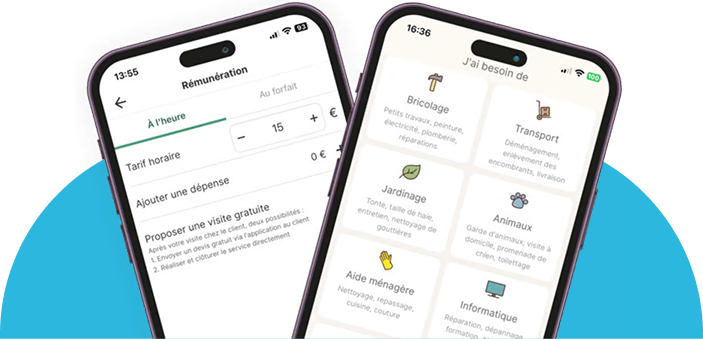 13:55
93
Rémunération
À l'heure
Au forfait
Tarif horaire
− 15 + €
Ajouter une dépense
0 €
Proposer une visite gratuite
Après votre visite chez le client, deux possibilités :
1. Envoyer un devis gratuit via l'application au client
2. Réaliser et clôturer le service directement
16:36
100
J'ai besoin de
Bricolage
Petits travaux, peinture,
électricité, plomberie,
réparations
Transport
Déménagement,
enlèvement des
encombrants, livraison
Jardinage
Tonte, taille de haie,
entretien, nettoyage de
gouttières
Animaux
Garde d'animaux, visite à
domicile, promenade de
chien, toilettage
Aide ménagère
Nettoyage, repassage,
cuisine, couture
Informatique
Réparation, dépannage
formation,